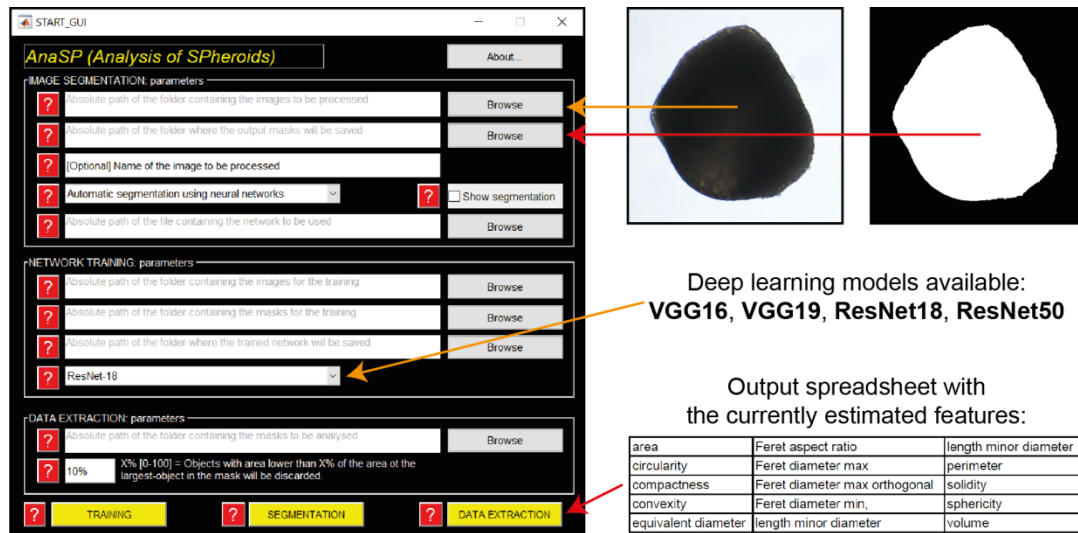 START_GUI
AnaSP (Analysis of SPheroids)
About...
IMAGE SEGMENTATION: parameters
? Absolute path of the folder containing the images to be processed Browse
? Absolute path of the folder where the output masks will be saved Browse
? [Optional] Name of the image to be processed
? Automatic segmentation using neural networks ? Show segmentation
? Absolute path of the file containing the network to be used Browse
NETWORK TRAINING: parameters
? Absolute path of the folder containing the images for the training Browse
? Absolute path of the folder containing the masks for the training Browse
? Absolute path of the folder where the trained network will be saved Browse
? ResNet-18
DATA EXTRACTION: parameters
? Absolute path of the folder containing the masks to be analysed Browse
? 10% X% [0-100] = Objects with area lower than X% of the area of the
largest-object in the mask will be discarded.
? TRAINING ? SEGMENTATION ? DATA EXTRACTION
Deep learning models available:
VGG16, VGG19, ResNet18, ResNet50
Output spreadsheet with
the currently estimated features:
area Feret aspect ratio length minor diameter
circularity Feret diameter max perimeter
compactness Feret diameter max orthogonal solidity
convexity Feret diameter min, sphericity
equivalent diameter length minor diameter volume